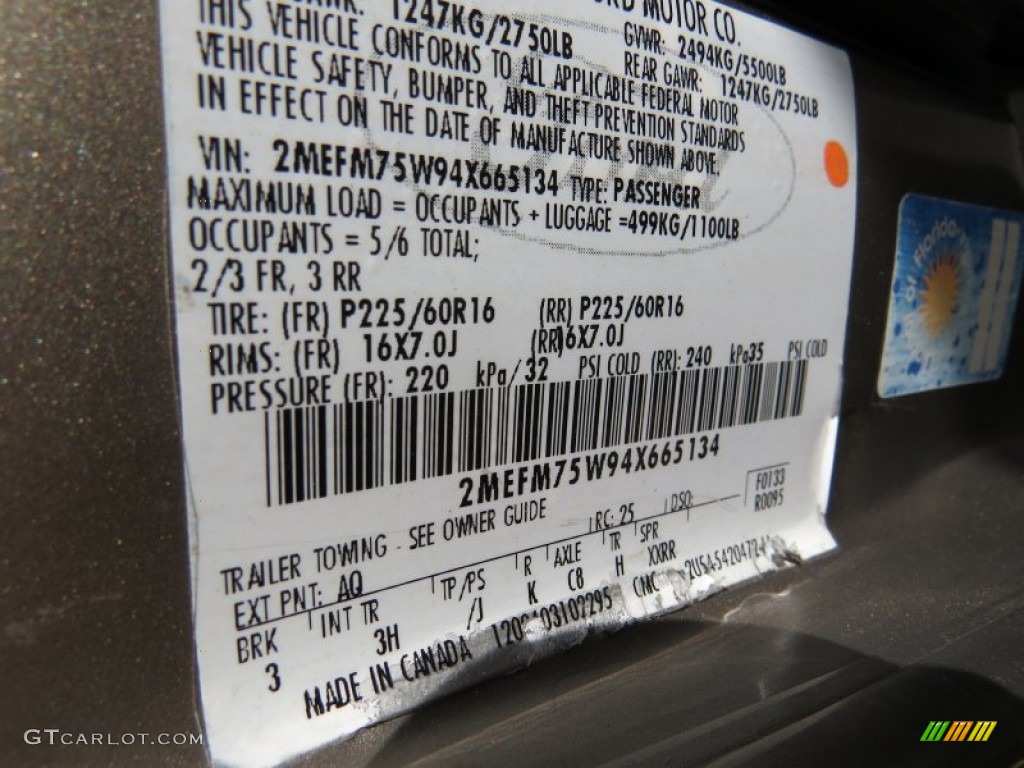 MOTOR CO.
1247KG/2750LB GVWR: 2494KG/5500LB
REAR GAWR: 1247KG/2750LB
THIS VEHICLE CONFORMS TO ALL APPLICABLE FEDERAL MOTOR
VEHICLE SAFETY, BUMPER, AND THEFT PREVENTION STANDARDS
IN EFFECT ON THE DATE OF MANUFACTURE SHOWN ABOVE.
VIN: 2MEFM75W94X665134 TYPE: PASSENGER
MAXIMUM LOAD = OCCUPANTS + LUGGAGE =499KG/1100LB
OCCUPANTS = 5/6 TOTAL;
2/3 FR, 3 RR
TIRE: (FR) P225/60R16 (RR) P225/60R16
RIMS: (FR) 16X7.0J (RR)16X7.0J
PRESSURE (FR): 220 kPa/ 32 PSI COLD (RR): 240 kPa35 PSI COLD
2MEFM75W94X665134
F0133
R0095
TRAILER TOWING - SEE OWNER GUIDE
EXT PNT: AQ RC: 25 DSO:
BRK INT TR TP/PS R AXLE TR SPR
3 3H /J K C8 H XXRR
MADE IN CANADA CMC
Florida
GTCARLOT.COM